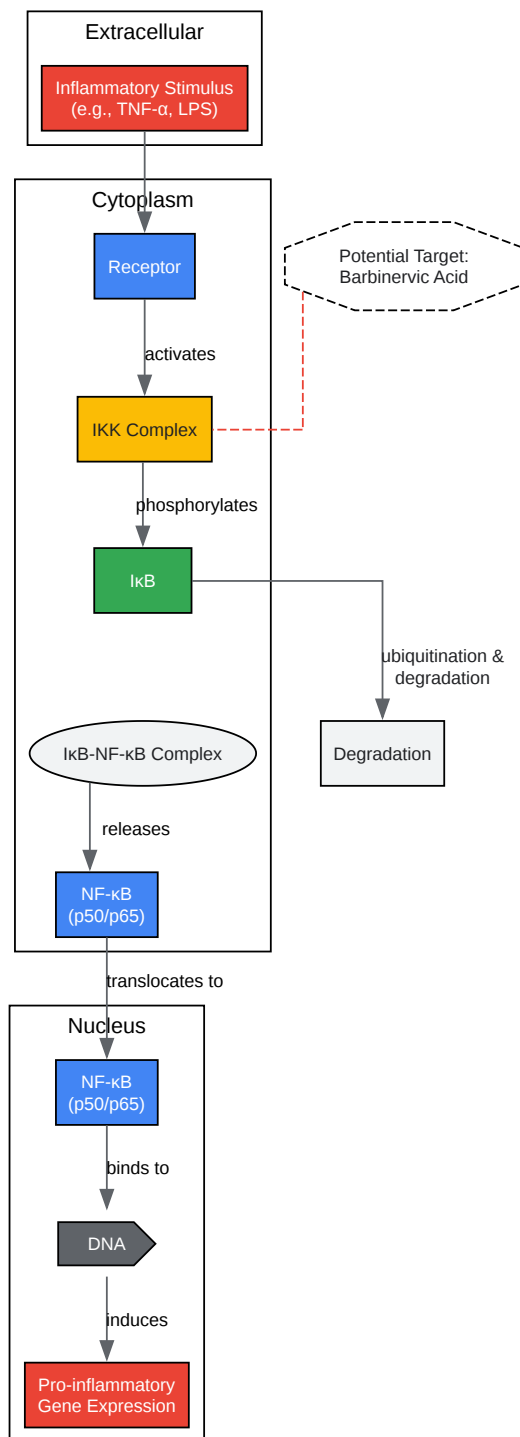 Extracellular
Inflammatory Stimulus
(e.g., TNF-α, LPS)
Cytoplasm
Receptor
Potential Target:
Barbinervic Acid
activates
IKK Complex
phosphorylates
IκB
ubiquitination &
degradation
IκB-NF-κB Complex
Degradation
releases
NF-κB
(p50/p65)
translocates to
Nucleus
NF-κB
(p50/p65)
binds to
DNA
induces
Pro-inflammatory
Gene Expression